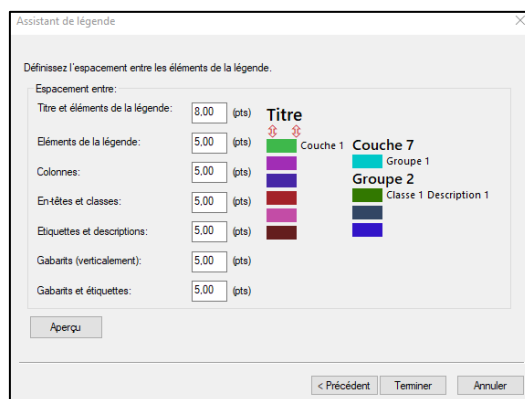 Assistant de légende
Définissez l'espacement entre les éléments de la légende.
Espacement entre:
Titre et éléments de la légende: 8,00 (pts)
Eléments de la légende: 5,00 (pts)
Colonnes: 5,00 (pts)
En-têtes et classes: 5,00 (pts)
Etiquettes et descriptions: 5,00 (pts)
Gabarits (verticalement): 5,00 (pts)
Gabarits et étiquettes: 5,00 (pts)
Titre
Couche 1
Couche 7
Groupe 1
Groupe 2
Classe 1 Description 1
Aperçu
< Précédent Terminer Annuler